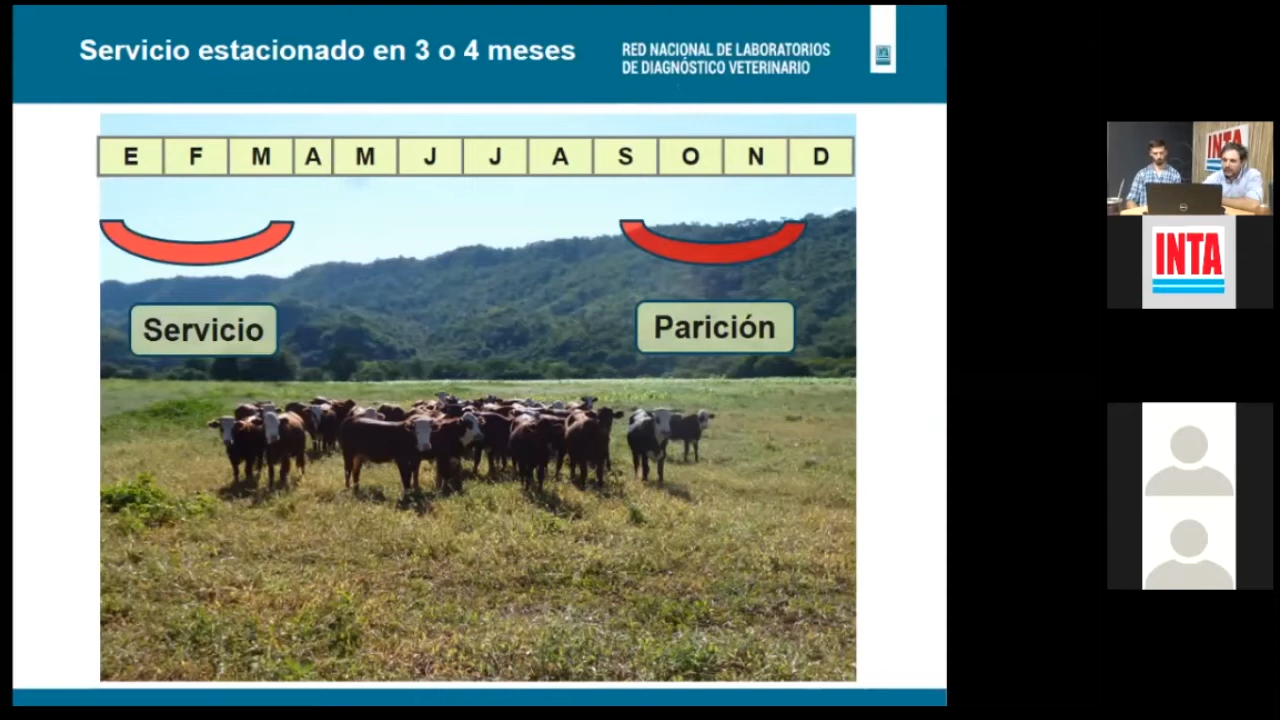 Servicio estacionado en 3 o 4 meses
RED NACIONAL DE LABORATORIOS
DE DIAGNÓSTICO VETERINARIO
E F M A M J J A S O N D
Servicio
Parición
INTA
INTA